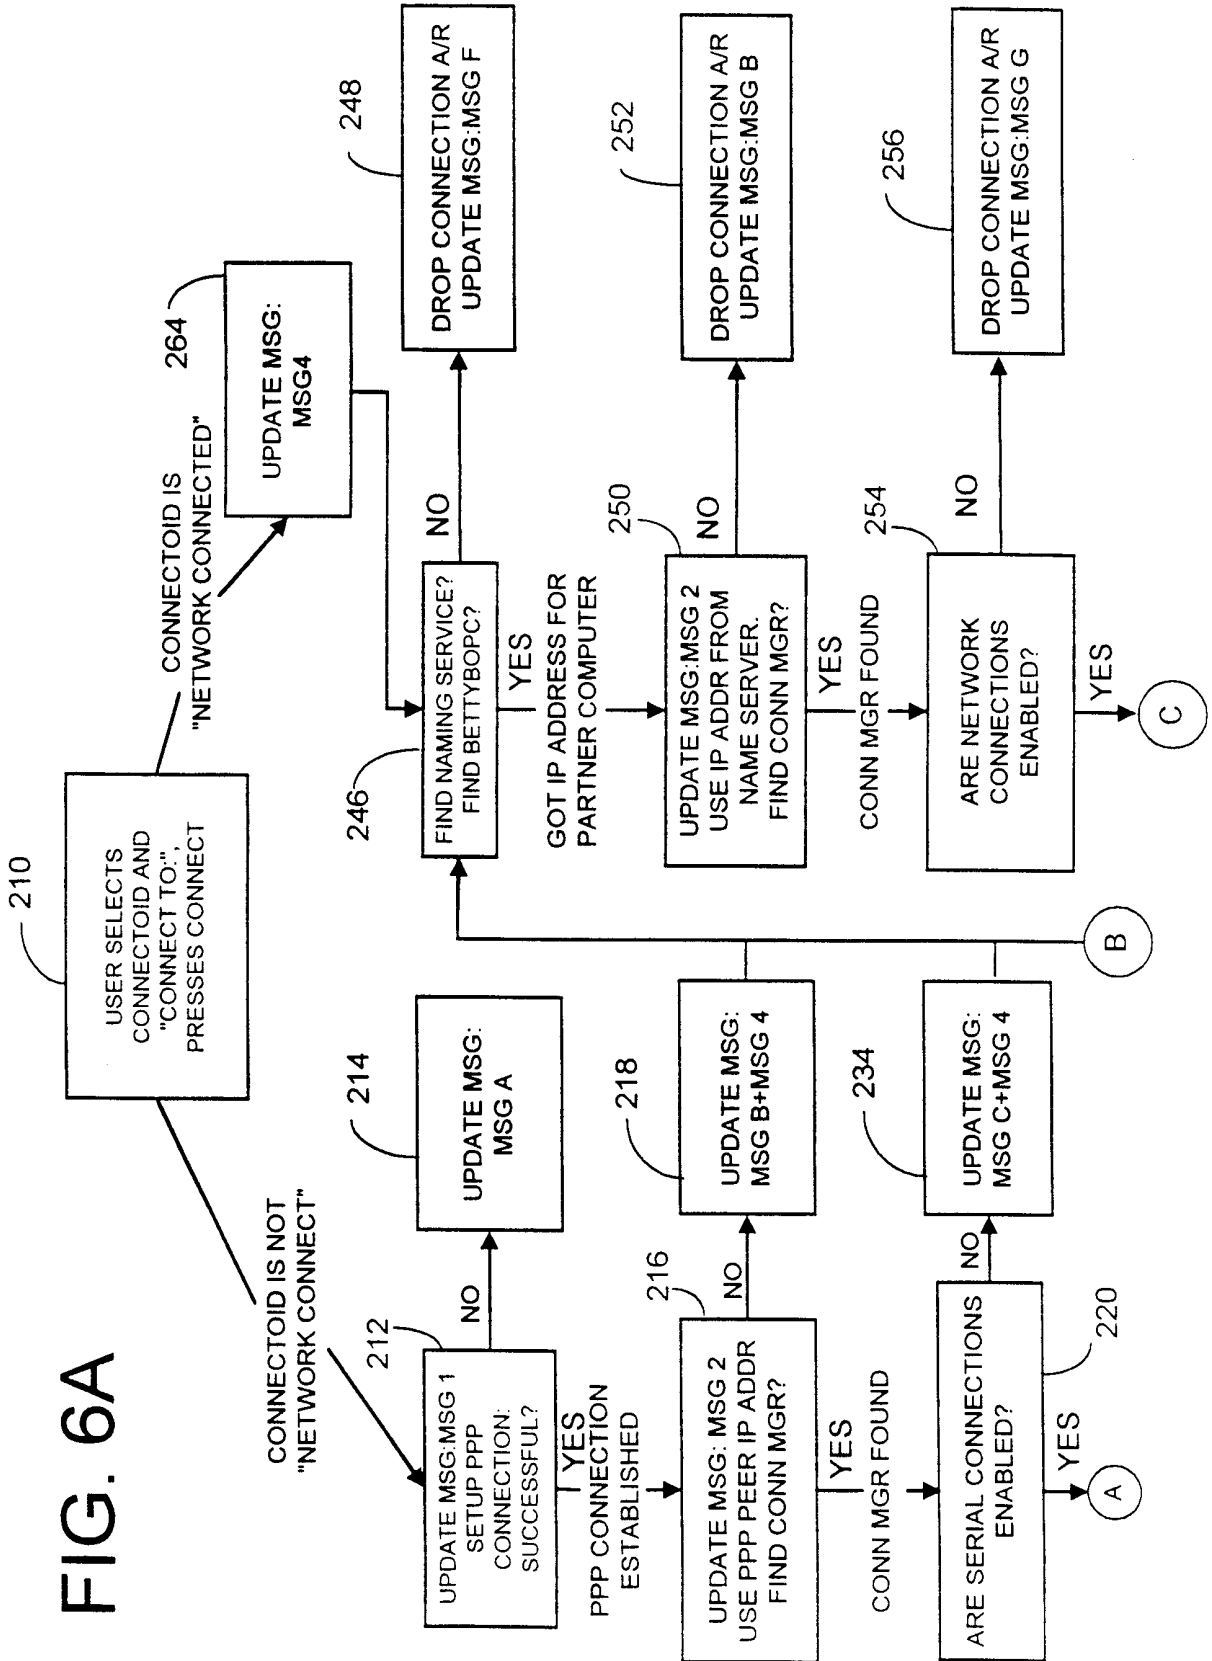 FIG. 6A
210
USER SELECTS
CONNECTOID AND
"CONNECT TO:",
PRESSES CONNECT
CONNECTOID IS NOT
"NETWORK CONNECT"
CONNECTOID IS
"NETWORK CONNECTED"
264
UPDATE MSG:
MSG4
212
UPDATE MSG:MSG 1
SETUP PPP
CONNECTION:
SUCCESSFUL?
NO
214
UPDATE MSG:
MSG A
YES
PPP CONNECTION
ESTABLISHED
246
FIND NAMING SERVICE?
FIND BETTYBOPC?
NO
248
DROP CONNECTION A/R
UPDATE MSG:MSG F
YES
GOT IP ADDRESS FOR
PARTNER COMPUTER
216
UPDATE MSG: MSG 2
USE PPP PEER IP ADDR
FIND CONN MGR?
NO
218
UPDATE MSG:
MSG B+MSG 4
YES
CONN MGR FOUND
250
UPDATE MSG:MSG 2
USE IP ADDR FROM
NAME SERVER.
FIND CONN MGR?
NO
252
DROP CONNECTION A/R
UPDATE MSG:MSG B
YES
CONN MGR FOUND
220
ARE SERIAL CONNECTIONS
ENABLED?
NO
234
UPDATE MSG:
MSG C+MSG 4
YES
A
B
254
ARE NETWORK
CONNECTIONS
ENABLED?
NO
256
DROP CONNECTION A/R
UPDATE MSG:MSG G
YES
C